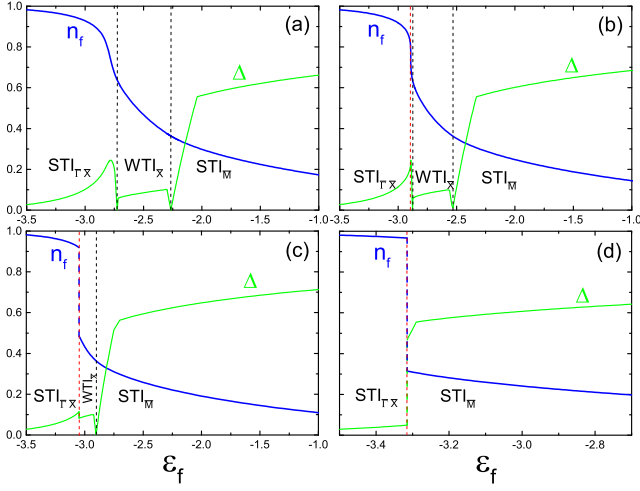 (a)
n_f
Δ
STI_Γ̄X̄
WTI_X̄
STI_M̄
1.0
0.8
0.6
0.4
0.2
0.0
-3.5 -3.0 -2.5 -2.0 -1.5 -1.0
(b)
n_f
Δ
STI_Γ̄X̄
WTI_X̄
STI_M̄
-3.5 -3.0 -2.5 -2.0 -1.5 -1.0
(c)
n_f
Δ
STI_Γ̄X̄
WTI_X̄
STI_M̄
1.0
0.8
0.6
0.4
0.2
0.0
-3.5 -3.0 -2.5 -2.0 -1.5 -1.0
ε_f
(d)
n_f
Δ
STI_Γ̄X̄
STI_M̄
-3.4 -3.2 -3.0 -2.8
ε_f